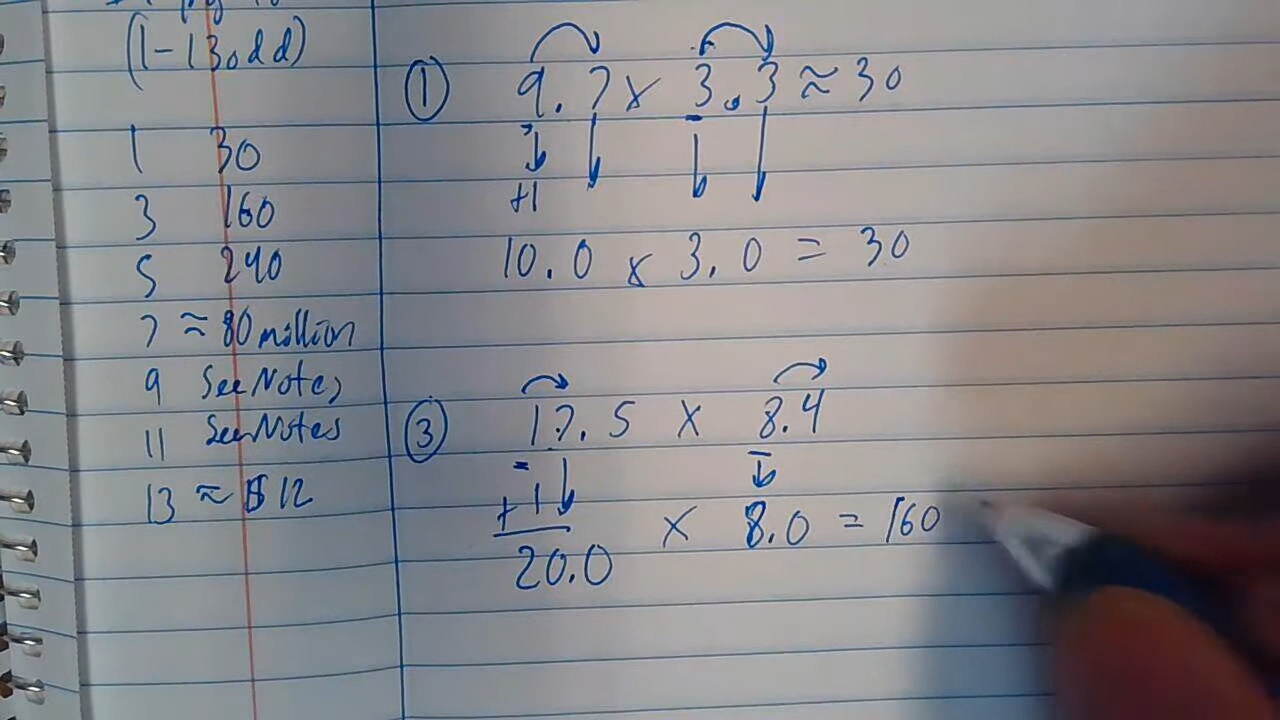 (1-13 odd)
1 30
3 160
5 240
7 ≈ 80 million
9 See Notes
11 See Notes
13 ≈ $12
① 9.7 x 3.3 ≈ 30
+1
10.0 x 3.0 = 30
③ 17.5 x 8.4
+1
20.0 x 8.0 = 160